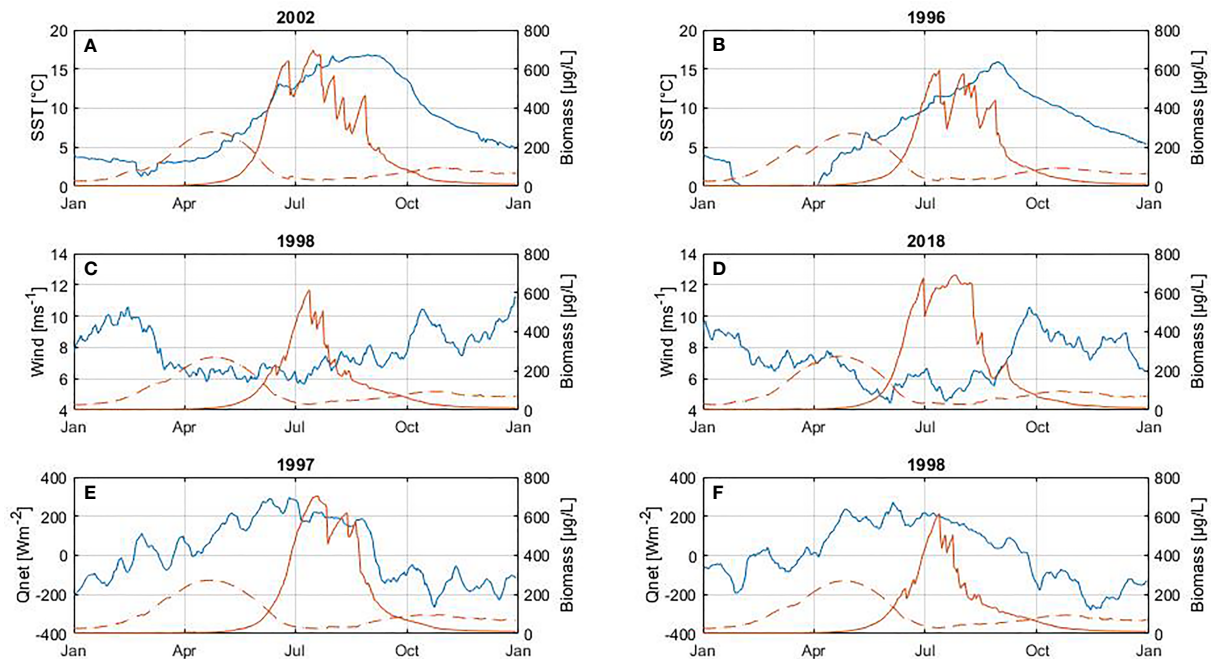 2002
A
SST [°C]
20
15
10
5
0
800
600
400
200
0
Biomass [µg/L]
Jan Apr Jul Oct Jan
1996
B
SST [°C]
20
15
10
5
0
800
600
400
200
0
Biomass [µg/L]
Jan Apr Jul Oct Jan
1998
C
Wind [ms-1]
14
12
10
8
6
4
800
600
400
200
0
Biomass [µg/L]
Jan Apr Jul Oct Jan
2018
D
Wind [ms-1]
14
12
10
8
6
4
800
600
400
200
0
Biomass [µg/L]
Jan Apr Jul Oct Jan
1997
E
Qnet [Wm-2]
400
200
0
-200
-400
800
600
400
200
0
Biomass [µg/L]
Jan Apr Jul Oct Jan
1998
F
Qnet [Wm-2]
400
200
0
-200
-400
800
600
400
200
0
Biomass [µg/L]
Jan Apr Jul Oct Jan